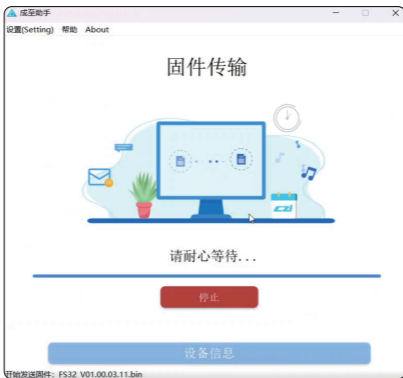 成至助手
设置(Setting) 帮助 About
固件传输
czi
请耐心等待...
停止
设备信息
开始发送固件: FS32_V01.00.03.11.bin